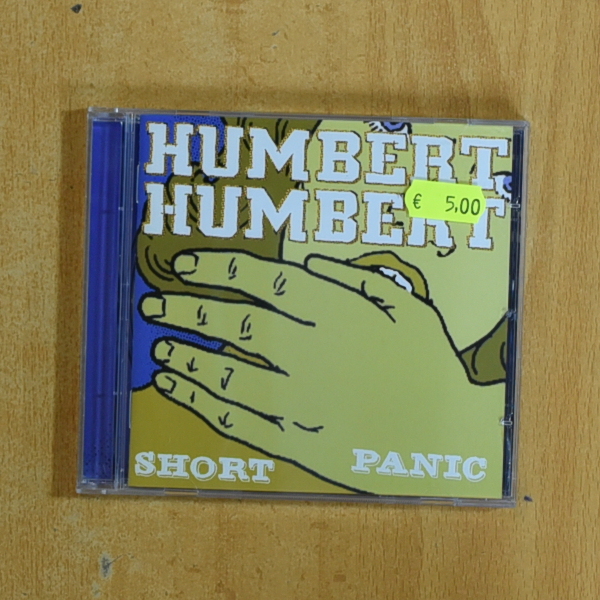 HUMBERT
HUMBERT
€ 5,00
SHORT PANIC